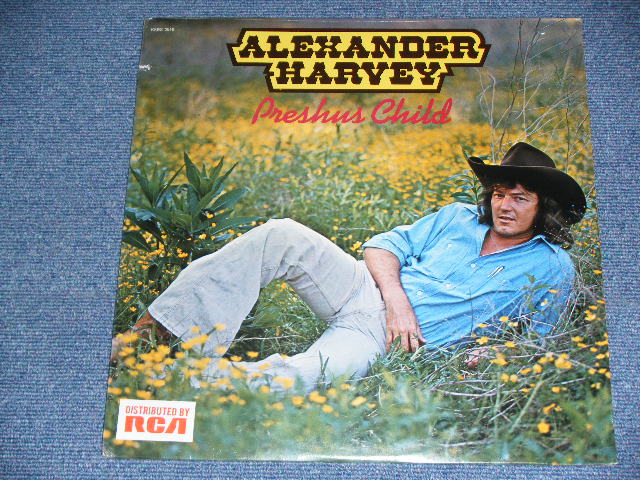 ALEXANDER
HARVEY
Preshus Child
DISTRIBUTED BY
RCA